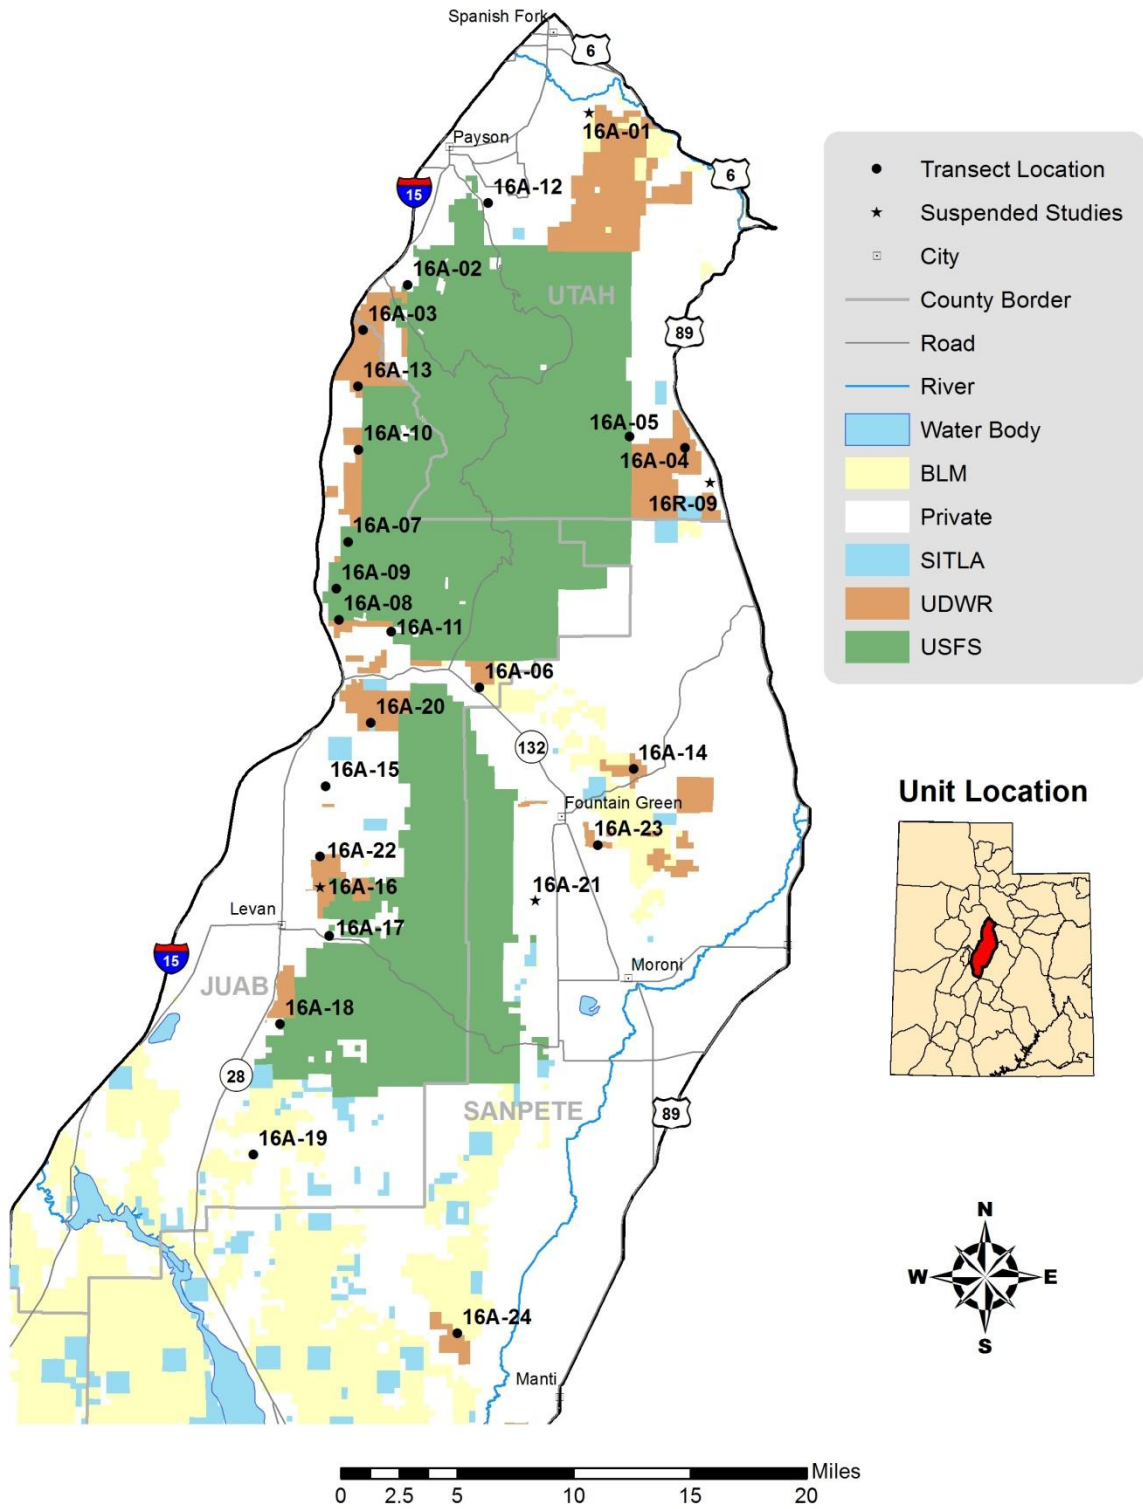 Spanish Fork
6
16A-01
Payson
6
15
16A-12
16A-02
UTAH
16A-03
89
16A-13
16A-10
16A-05
16A-04
16R-09
16A-07
16A-09
16A-08
16A-11
16A-06
16A-20
132
16A-14
16A-15
Fountain Green
16A-23
16A-22
16A-16
16A-21
Levan
16A-17
15
Moroni
JUAB
16A-18
28
SANPETE
89
16A-19
16A-24
Manti
Transect Location
Suspended Studies
City
County Border
Road
River
Water Body
BLM
Private
SITLA
UDWR
USFS
Unit Location
N
W E
S
Miles
0 2.5 5 10 15 20